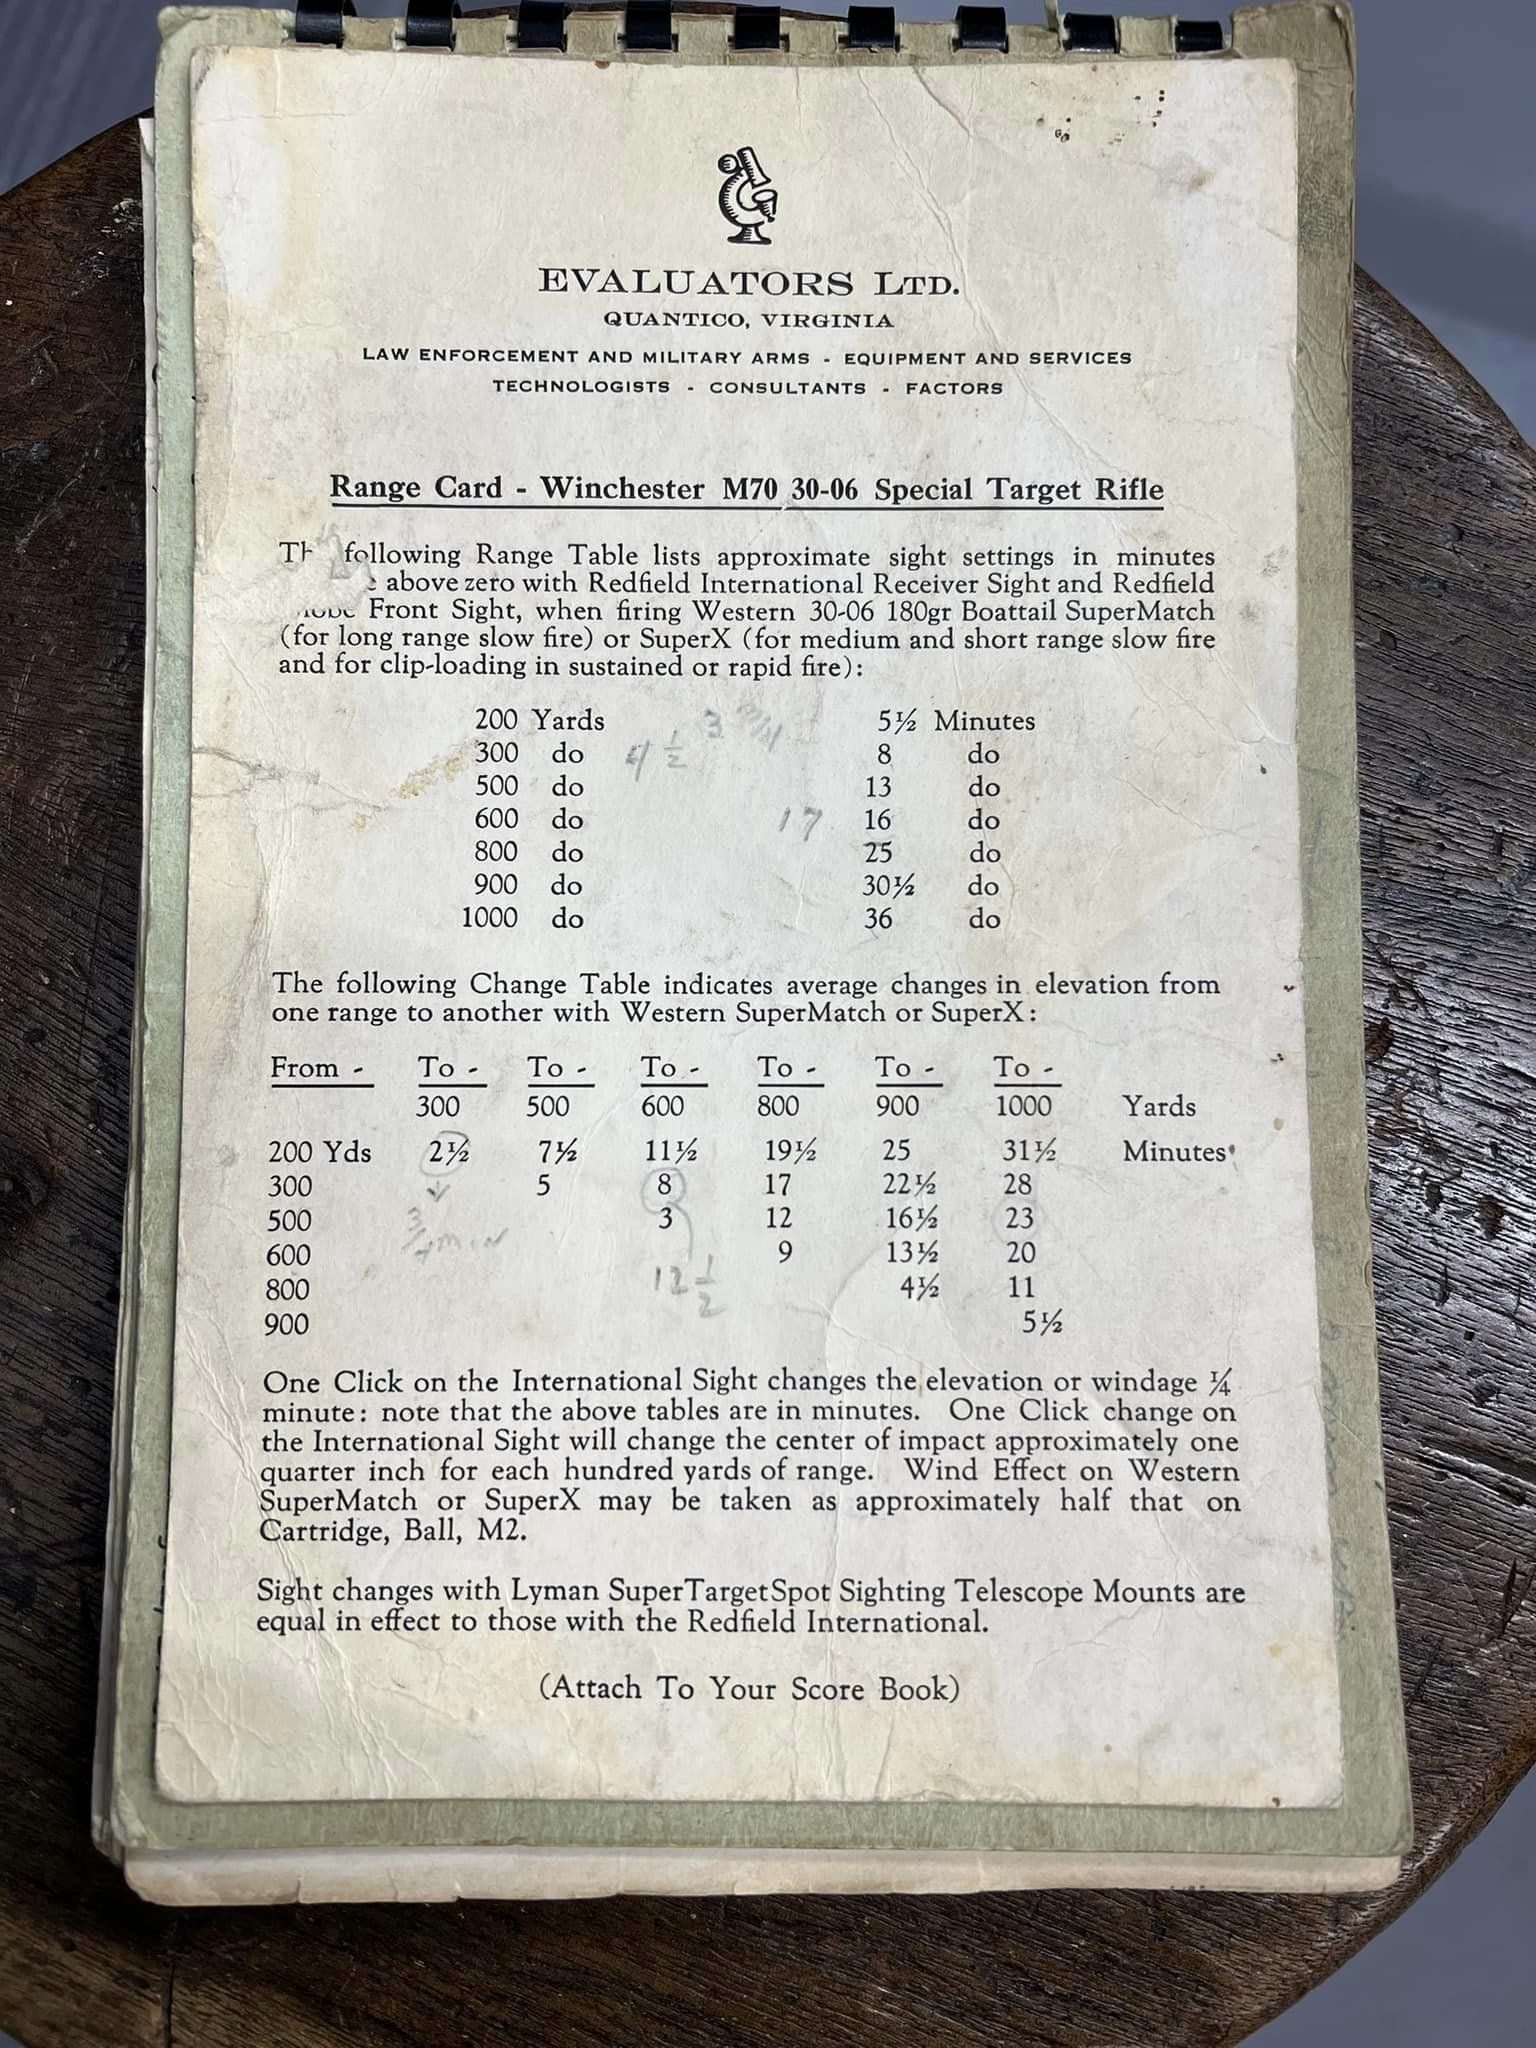 EVALUATORS LTD.
QUANTICO, VIRGINIA
LAW ENFORCEMENT AND MILITARY ARMS - EQUIPMENT AND SERVICES
TECHNOLOGISTS - CONSULTANTS - FACTORS
Range Card - Winchester M70 30-06 Special Target Rifle
following Range Table lists approximate sight settings in minutes
above zero with Redfield International Receiver Sight and Redfield
Front Sight, when firing Western 30-06 180gr Boattail SuperMatch
(for long range slow fire) or SuperX (for medium and short range slow fire
and for clip-loading in sustained or rapid fire):
200 Yards 3 3/4 5½ Minutes
300 do 4 1/2 8 do
500 do 13 do
600 do 17 16 do
800 do 25 do
900 do 30½ do
1000 do 36 do
The following Change Table indicates average changes in elevation from
one range to another with Western SuperMatch or SuperX:
From - To - To - To - To - To - To -
300 500 600 800 900 1000 Yards
200 Yds 2½ 7½ 11½ 19½ 25 31½ Minutes
300 5 8 17 22½ 28
500 3 12 16½ 23
3/4 MIN
600 9 13½ 20
12 1/2
800 4½ 11
900 5½
One Click on the International Sight changes the elevation or windage ¼
minute: note that the above tables are in minutes. One Click change on
the International Sight will change the center of impact approximately one
quarter inch for each hundred yards of range. Wind Effect on Western
SuperMatch or SuperX may be taken as approximately half that on
Cartridge, Ball, M2.
Sight changes with Lyman SuperTargetSpot Sighting Telescope Mounts are
equal in effect to those with the Redfield International.
(Attach To Your Score Book)